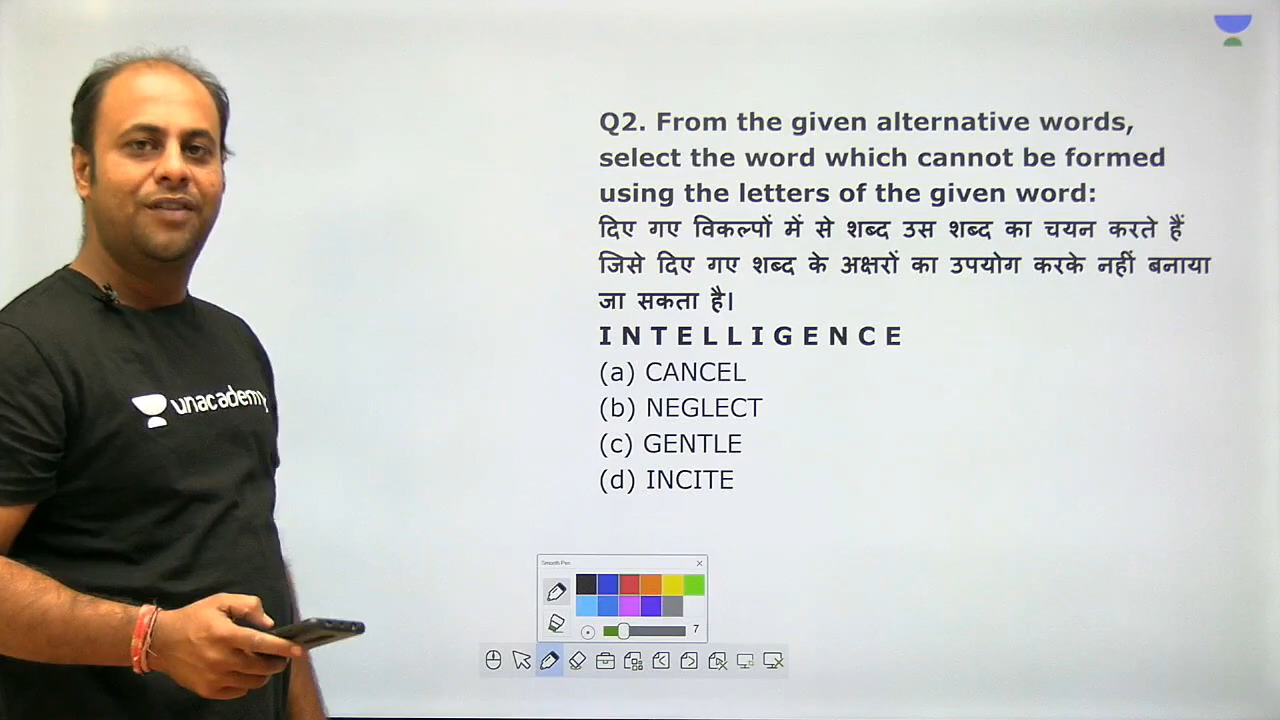 Q2. From the given alternative words,
select the word which cannot be formed
using the letters of the given word:
दिए गए विकल्पों में से शब्द उस शब्द का चयन करते हैं
जिसे दिए गए शब्द के अक्षरों का उपयोग करके नहीं बनाया
जा सकता है।
I N T E L L I G E N C E
(a) CANCEL
(b) NEGLECT
(c) GENTLE
(d) INCITE
unacademy
Smooth Pen
7